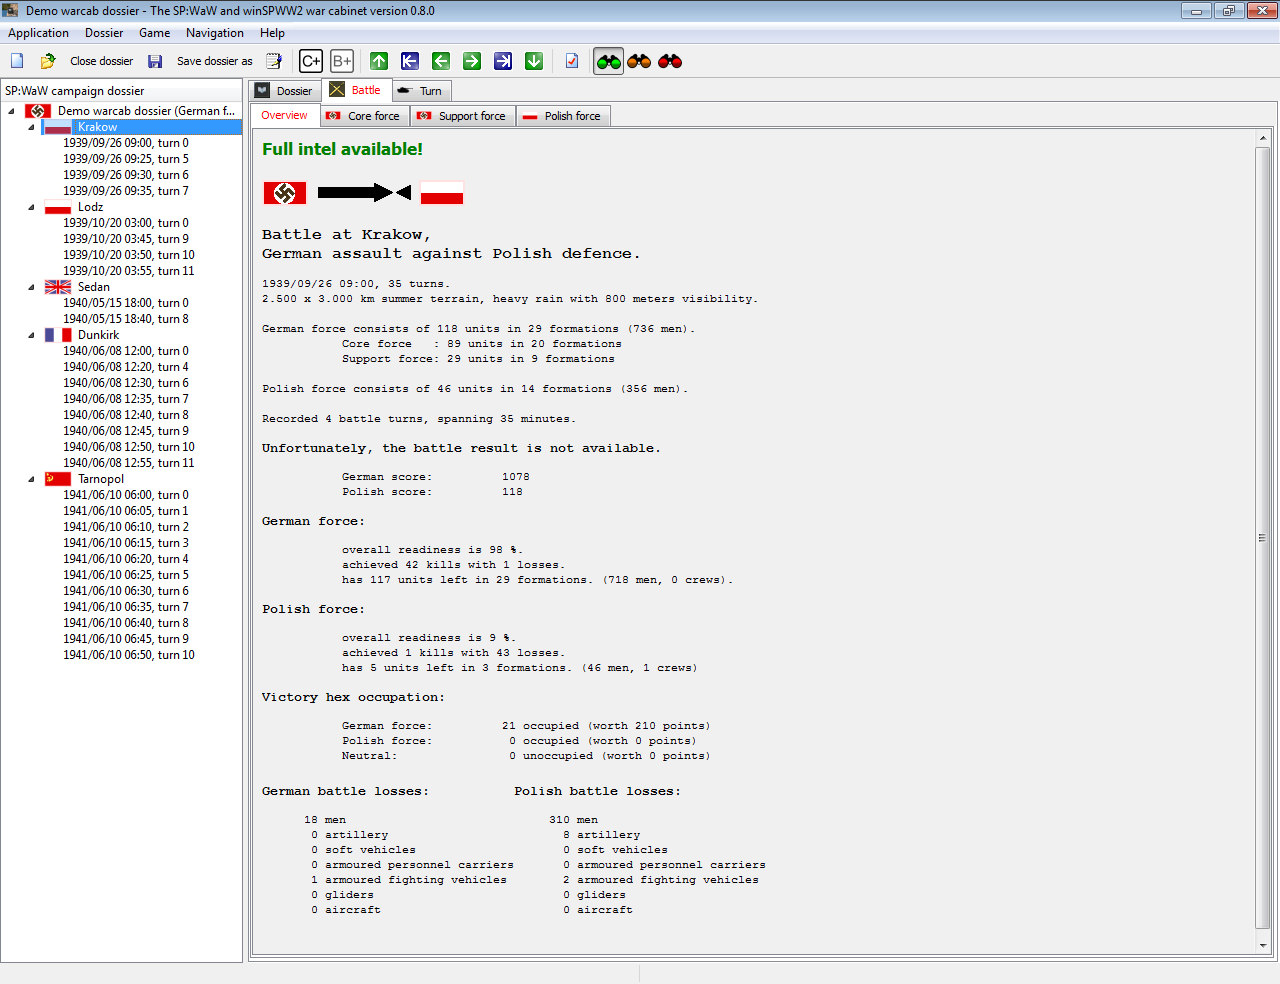 Demo warcab dossier - The SP:WaW and winSPWW2 war cabinet version 0.8.0
Application Dossier Game Navigation Help
Close dossier Save dossier as C+ B+
SP:WaW campaign dossier
Demo warcab dossier (German f...
Krakow
1939/09/26 09:00, turn 0
1939/09/26 09:25, turn 5
1939/09/26 09:30, turn 6
1939/09/26 09:35, turn 7
Lodz
1939/10/20 03:00, turn 0
1939/10/20 03:45, turn 9
1939/10/20 03:50, turn 10
1939/10/20 03:55, turn 11
Sedan
1940/05/15 18:00, turn 0
1940/05/15 18:40, turn 8
Dunkirk
1940/06/08 12:00, turn 0
1940/06/08 12:20, turn 4
1940/06/08 12:30, turn 6
1940/06/08 12:35, turn 7
1940/06/08 12:40, turn 8
1940/06/08 12:45, turn 9
1940/06/08 12:50, turn 10
1940/06/08 12:55, turn 11
Tarnopol
1941/06/10 06:00, turn 0
1941/06/10 06:05, turn 1
1941/06/10 06:10, turn 2
1941/06/10 06:15, turn 3
1941/06/10 06:20, turn 4
1941/06/10 06:25, turn 5
1941/06/10 06:30, turn 6
1941/06/10 06:35, turn 7
1941/06/10 06:40, turn 8
1941/06/10 06:45, turn 9
1941/06/10 06:50, turn 10
Dossier Battle Turn
Overview Core force Support force Polish force
Full intel available!
Battle at Krakow,
German assault against Polish defence.
1939/09/26 09:00, 35 turns.
2.500 x 3.000 km summer terrain, heavy rain with 800 meters visibility.
German force consists of 118 units in 29 formations (736 men).
Core force : 89 units in 20 formations
Support force: 29 units in 9 formations
Polish force consists of 46 units in 14 formations (356 men).
Recorded 4 battle turns, spanning 35 minutes.
Unfortunately, the battle result is not available.
German score: 1078
Polish score: 118
German force:
overall readiness is 98 %.
achieved 42 kills with 1 losses.
has 117 units left in 29 formations. (718 men, 0 crews).
Polish force:
overall readiness is 9 %.
achieved 1 kills with 43 losses.
has 5 units left in 3 formations. (46 men, 1 crews)
Victory hex occupation:
German force: 21 occupied (worth 210 points)
Polish force: 0 occupied (worth 0 points)
Neutral: 0 unoccupied (worth 0 points)
German battle losses: Polish battle losses:
18 men 310 men
0 artillery 8 artillery
0 soft vehicles 0 soft vehicles
0 armoured personnel carriers 0 armoured personnel carriers
1 armoured fighting vehicles 2 armoured fighting vehicles
0 gliders 0 gliders
0 aircraft 0 aircraft